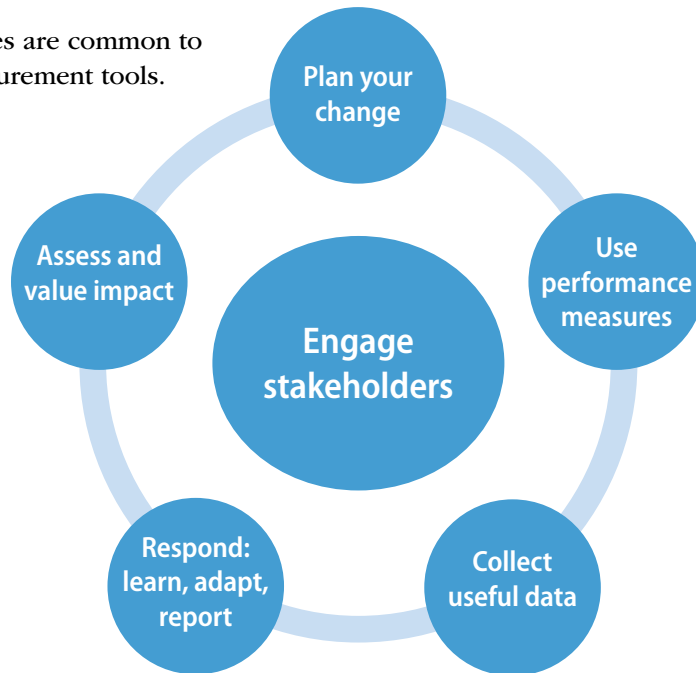 es are common to
urement tools.
Plan your
change
Use
performance
measures
Collect
useful data
Respond:
learn, adapt,
report
Assess and
value impact
Engage
stakeholders